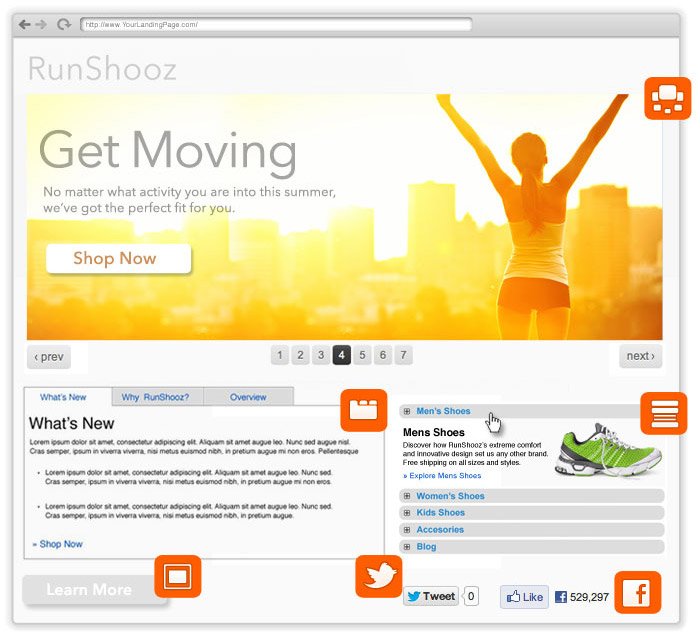 http://www.YourLandingPage.com/
RunShooz
Get Moving
No matter what activity you are into this summer,
we've got the perfect fit for you.
Shop Now
‹ prev
1 2 3 4 5 6 7
next ›
What's New
Why RunShooz?
Overview
What's New
Lorem ipsum dolor sit amet, consectetur adipiscing elit. Aliquam sit amet augue leo. Nunc sed augue nisl.
Cras semper, ipsum in viverra viverra, nisi metus euismod nibh, in pretium augue mi non eros. Pellentesque
• Lorem ipsum dolor sit amet, consectetur adipiscing elit. Aliquam sit amet augue leo. Nunc sed.
Cras semper, ipsum in viverra viverra, nisi metus euismod nibh, in pretium augue mi non eros.
• Lorem ipsum dolor sit amet, consectetur adipiscing elit. Aliquam sit amet augue leo. Nunc sed.
Cras semper, ipsum in viverra viverra, nisi metus euismod nibh, in pretium augue.
» Shop Now
Men's Shoes
Mens Shoes
Discover how RunShooz's extreme comfort
and innovative design set us any other brand.
Free shipping on all sizes and styles.
» Explore Mens Shoes
Women's Shoes
Kids Shoes
Accesories
Blog
Learn More
Tweet
0
Like
f 529,297
f